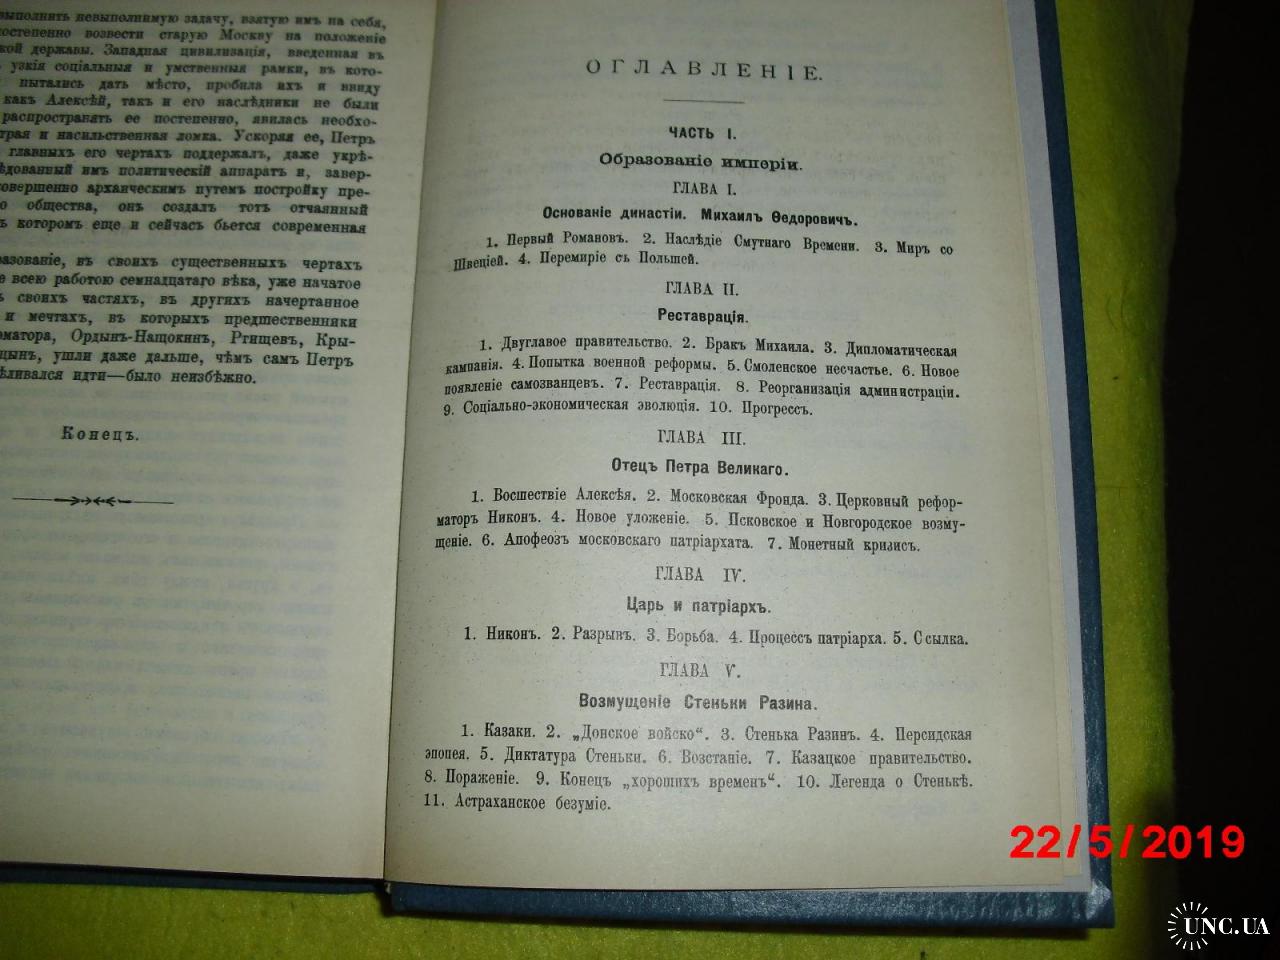 выполнить невыполнимую задачу, взятую имъ на себя,
постепенно возвести старую Москву на положеніе
кой державы. Западная цивилизація, введенная въ
узкія соціальныя и умственныя рамки, въ кото-
пытались дать мѣсто, пробила ихъ и ввиду
какъ Алексѣй, такъ и его наслѣдники не были
распространять ее постепенно, явилась необхо-
трая и насильственная ломка. Ускоряя ее, Петръ
главныхъ его чертахъ поддержалъ, даже укрѣ-
ѣдованный имъ политическій аппаратъ и, завер-
совершенно архаическимъ путемъ постройку пре-
о общества, онъ создалъ тотъ отчаянный
ъ которомъ еще и сейчасъ бьется современная
азованіе, въ своихъ существенныхъ чертахъ
е всею работою семнадцатаго вѣка, уже начатое
ъ своихъ частяхъ, въ другихъ начертанное
и мечтахъ, въ которыхъ предшественники
рматора, Ордынъ-Нащокинъ, Ртищевъ, Кры-
цынъ, ушли даже дальше, чѣмъ самъ Петръ
ѣливался идти—было неизбѣжно.
Конецъ.
ОГЛАВЛЕНІЕ.
ЧАСТЬ I.
Образованіе имперіи.
ГЛАВА I.
Основаніе династіи. Михаилъ Ѳедоровичъ.
1. Первый Романовъ. 2. Наслѣдіе Смутнаго Времени. 3. Миръ со
Швеціей. 4. Перемиріе съ Польшей.
ГЛАВА II.
Реставрація.
1. Двуглавое правительство. 2. Бракъ Михаила. 3. Дипломатическая
кампанія. 4. Попытка военной реформы. 5. Смоленское несчастье. 6. Новое
появленіе самозванцевъ. 7. Реставрація. 8. Реорганизація администраціи.
9. Соціально-экономическая эволюція. 10. Прогрессъ.
ГЛАВА III.
Отецъ Петра Великаго.
1. Восшествіе Алексѣя. 2. Московская Фронда. 3. Церковный рефор-
маторъ Никонъ. 4. Новое уложеніе. 5. Псковское и Новгородское возму-
щеніе. 6. Апофеозъ московскаго патріархата. 7. Монетный кризисъ.
ГЛАВА IV.
Царь и патріархъ.
1. Никонъ. 2. Разрывъ. 3. Борьба. 4. Процессъ патріарха. 5. Ссылка.
ГЛАВА V.
Возмущеніе Стеньки Разина.
1. Казаки. 2. „Донское войско“. 3. Стенька Разинъ. 4. Персидская
эпопея. 5. Диктатура Стеньки. 6. Возстаніе. 7. Казацкое правительство.
8. Пораженіе. 9. Конецъ „хорошихъ временъ“. 10. Легенда о Стенькѣ.
11. Астраханское безуміе.
22/5/2019
UNC.UA